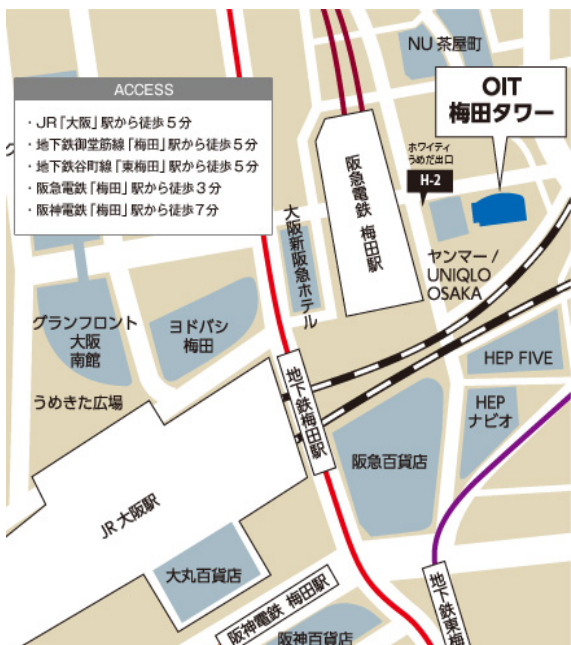 NU 茶屋町
ACCESS
・JR「大阪」駅から徒歩5分
・地下鉄御堂筋線「梅田」駅から徒歩5分
・地下鉄谷町線「東梅田」駅から徒歩5分
・阪急電鉄「梅田」駅から徒歩3分
・阪神電鉄「梅田」駅から徒歩7分
OIT
梅田タワー
ホワイティ
うめだ出口
H-2
阪急電鉄 梅田駅
大阪新阪急ホテル
ヤンマー /
UNIQLO
OSAKA
グランフロント
大阪
南館
ヨドバシ
梅田
HEP FIVE
地下鉄梅田駅
うめきた広場
HEP
ナビオ
阪急百貨店
JR 大阪駅
大丸百貨店
阪神電鉄 梅田駅
地下鉄東梅
阪神百貨店